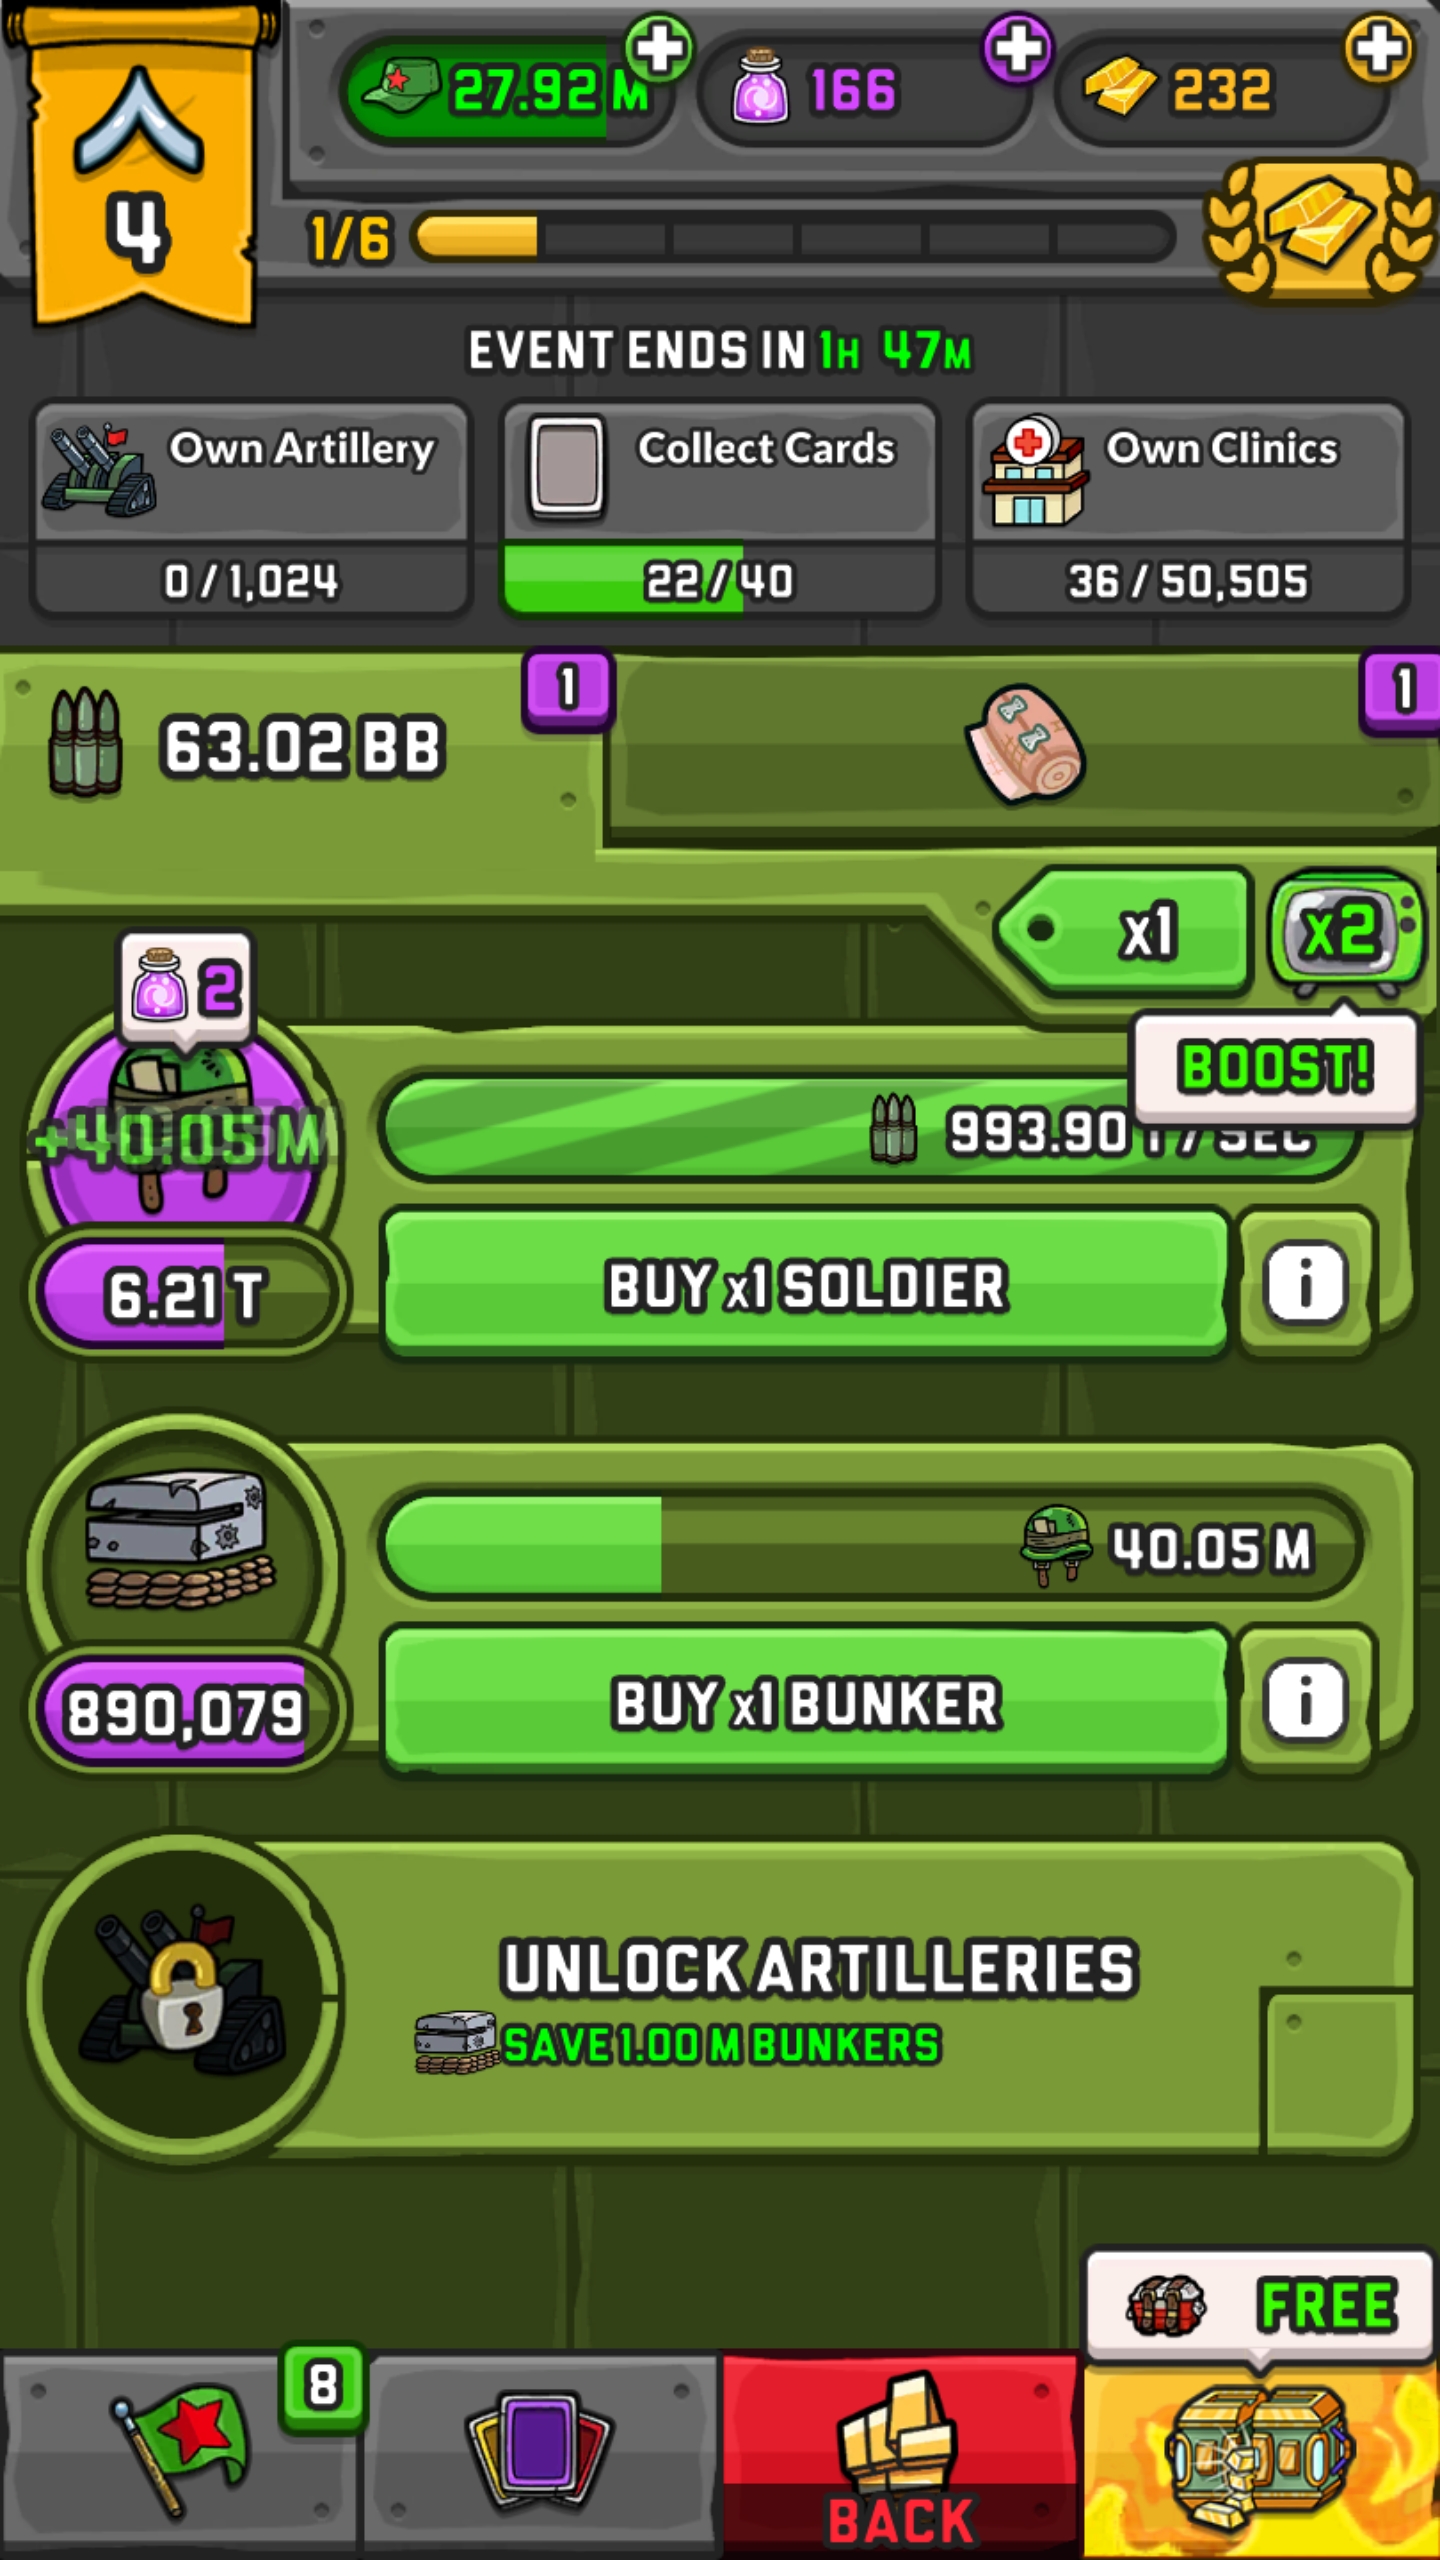 27.92 M
166
232
4
1/6
EVENT ENDS IN 1H 47M
Own Artillery
Collect Cards
Own Clinics
0 / 1,024
22 / 40
36 / 50,505
1
1
63.02 BB
x1
x2
2
BOOST!
+40.05 M
993.90 T / SEC
BUY x1 SOLDIER
i
6.21 T
40.05 M
BUY x1 BUNKER
i
890,079
UNLOCK ARTILLERIES
SAVE 1.00 M BUNKERS
FREE
8
BACK